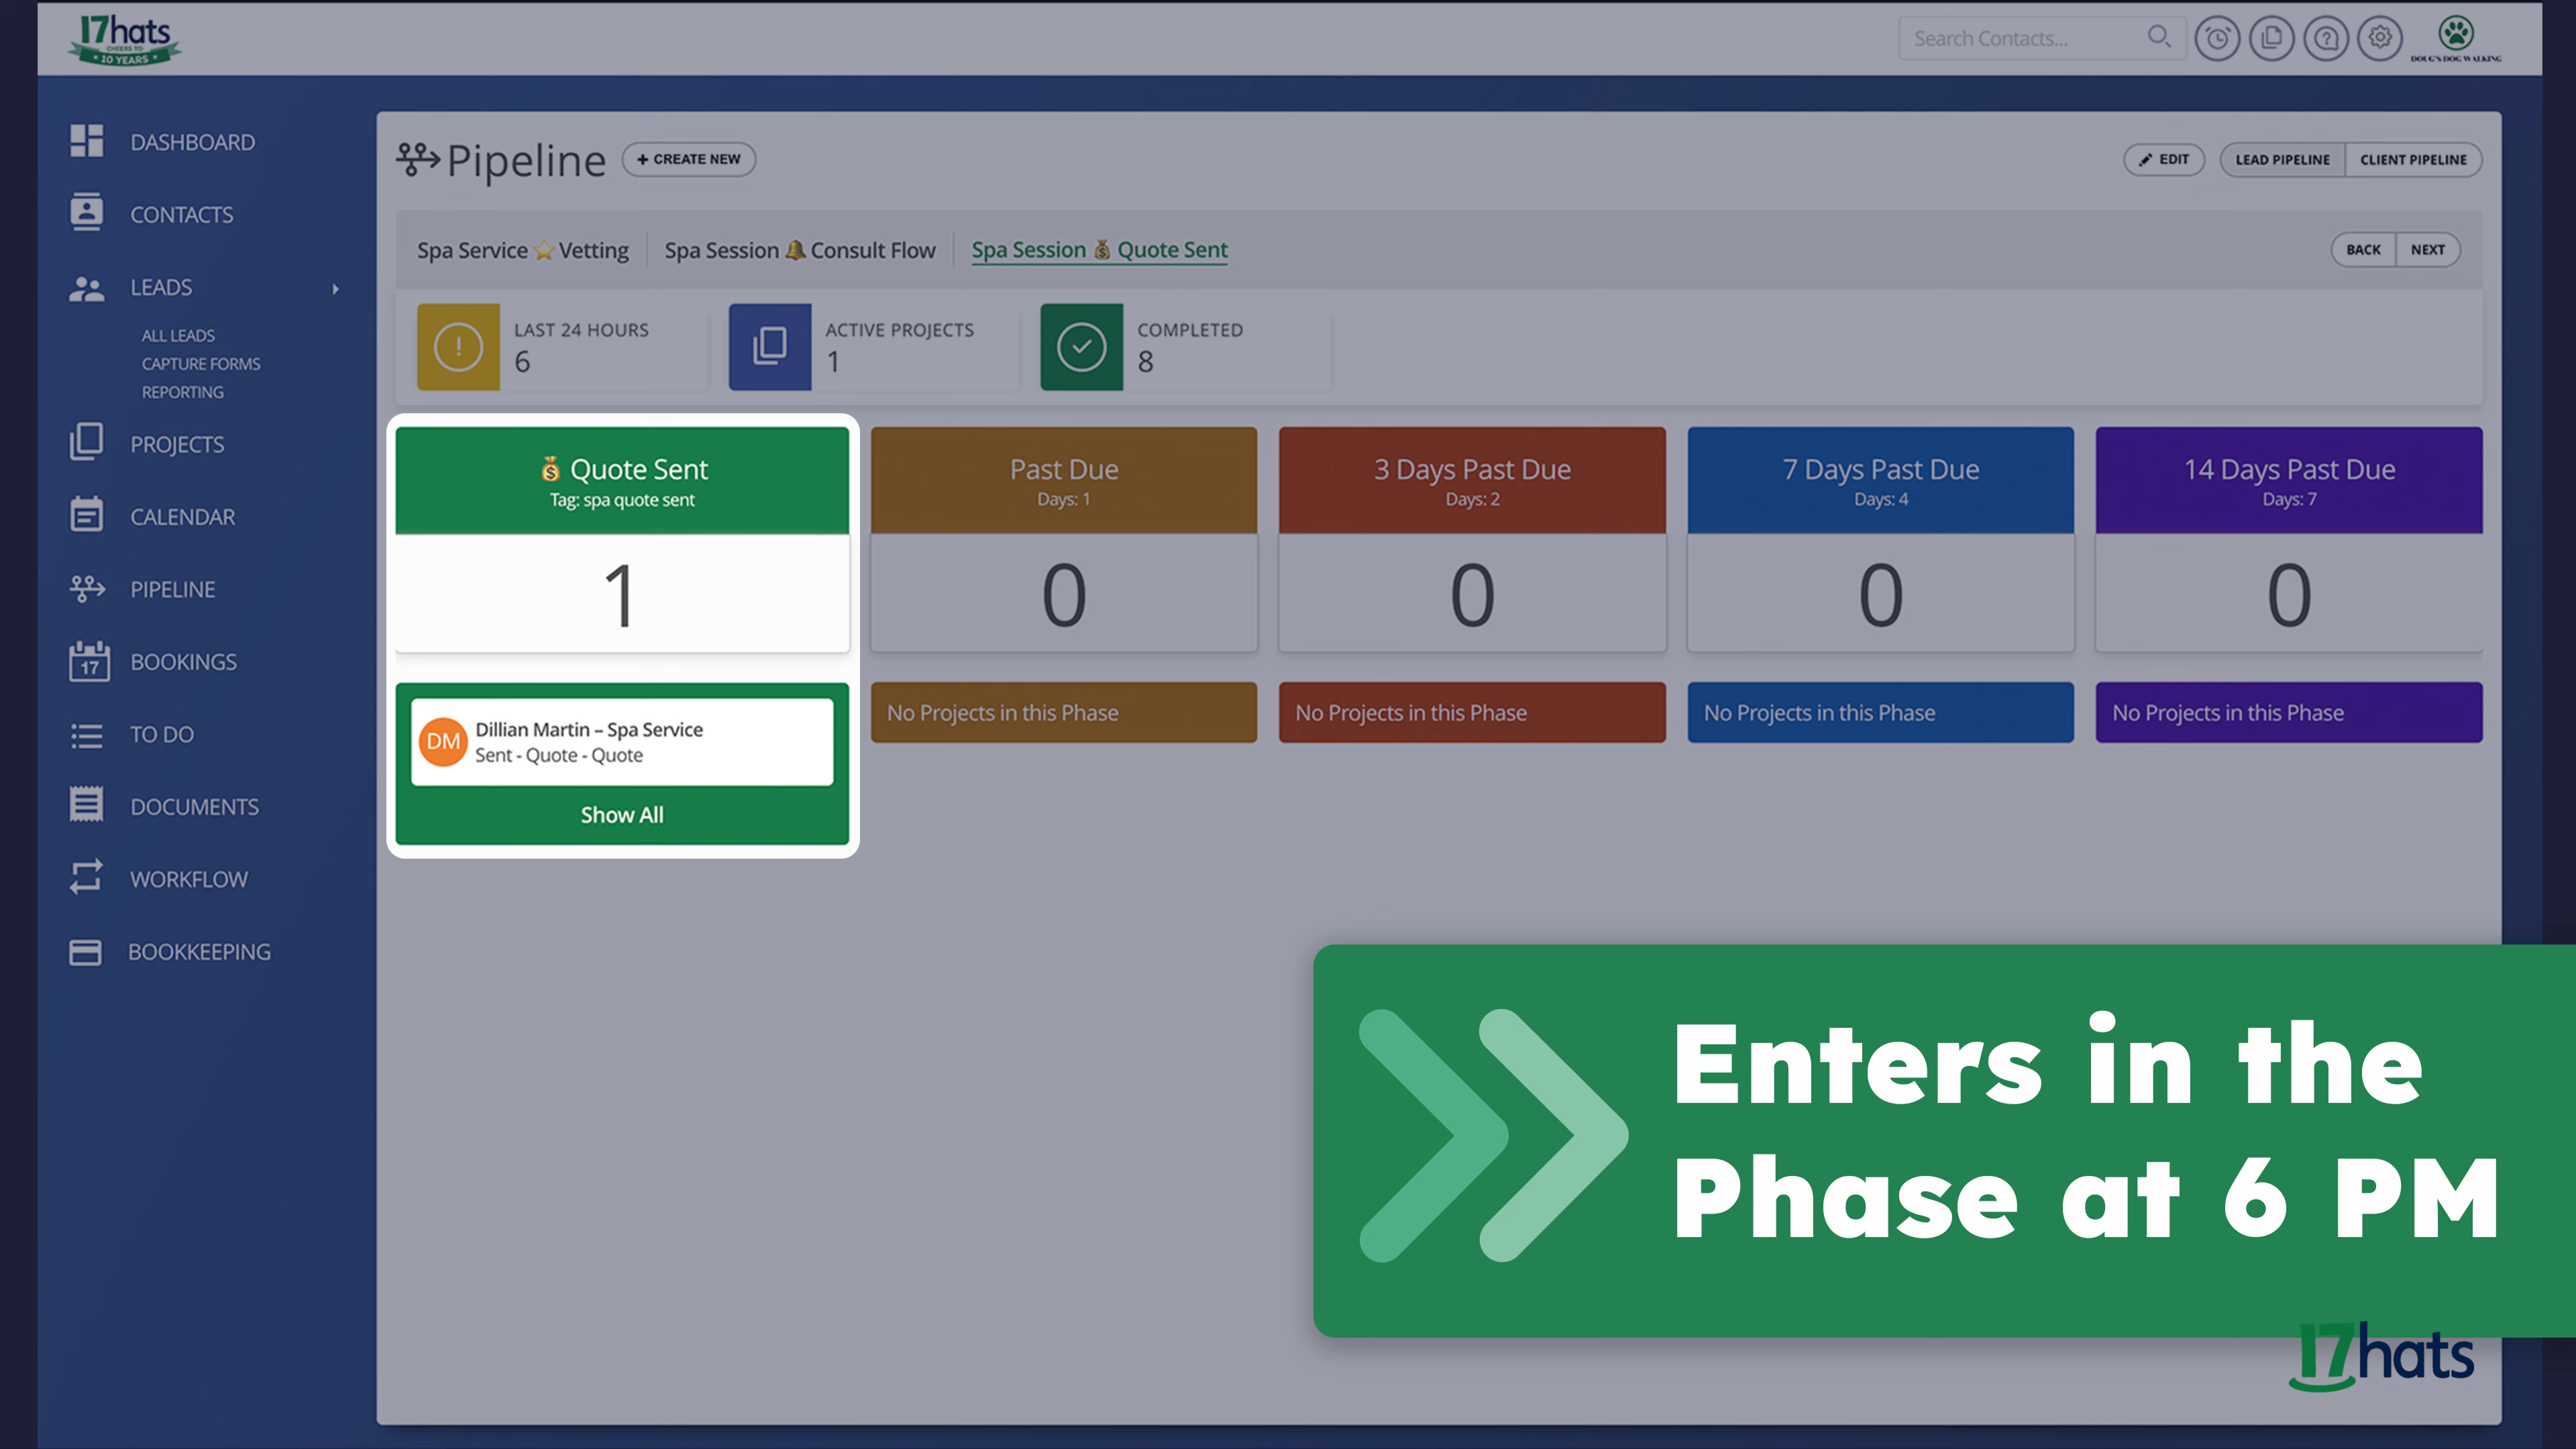 17hats
CHEERS TO
• 10 YEARS •
Search Contacts...
DOUG'S DOG WALKING
DASHBOARD
CONTACTS
LEADS
ALL LEADS
CAPTURE FORMS
REPORTING
PROJECTS
CALENDAR
PIPELINE
17
BOOKINGS
TO DO
DOCUMENTS
WORKFLOW
BOOKKEEPING
Pipeline
+ CREATE NEW
EDIT
LEAD PIPELINE
CLIENT PIPELINE
Spa Service ⭐ Vetting
Spa Session 🔔 Consult Flow
Spa Session 💰 Quote Sent
BACK
NEXT
LAST 24 HOURS
6
ACTIVE PROJECTS
1
COMPLETED
8
💰 Quote Sent
Tag: spa quote sent
1
DM
Dillian Martin – Spa Service
Sent - Quote - Quote
Show All
Past Due
Days: 1
0
No Projects in this Phase
3 Days Past Due
Days: 2
0
No Projects in this Phase
7 Days Past Due
Days: 4
0
No Projects in this Phase
14 Days Past Due
Days: 7
0
No Projects in this Phase
Enters in the
Phase at 6 PM
17hats